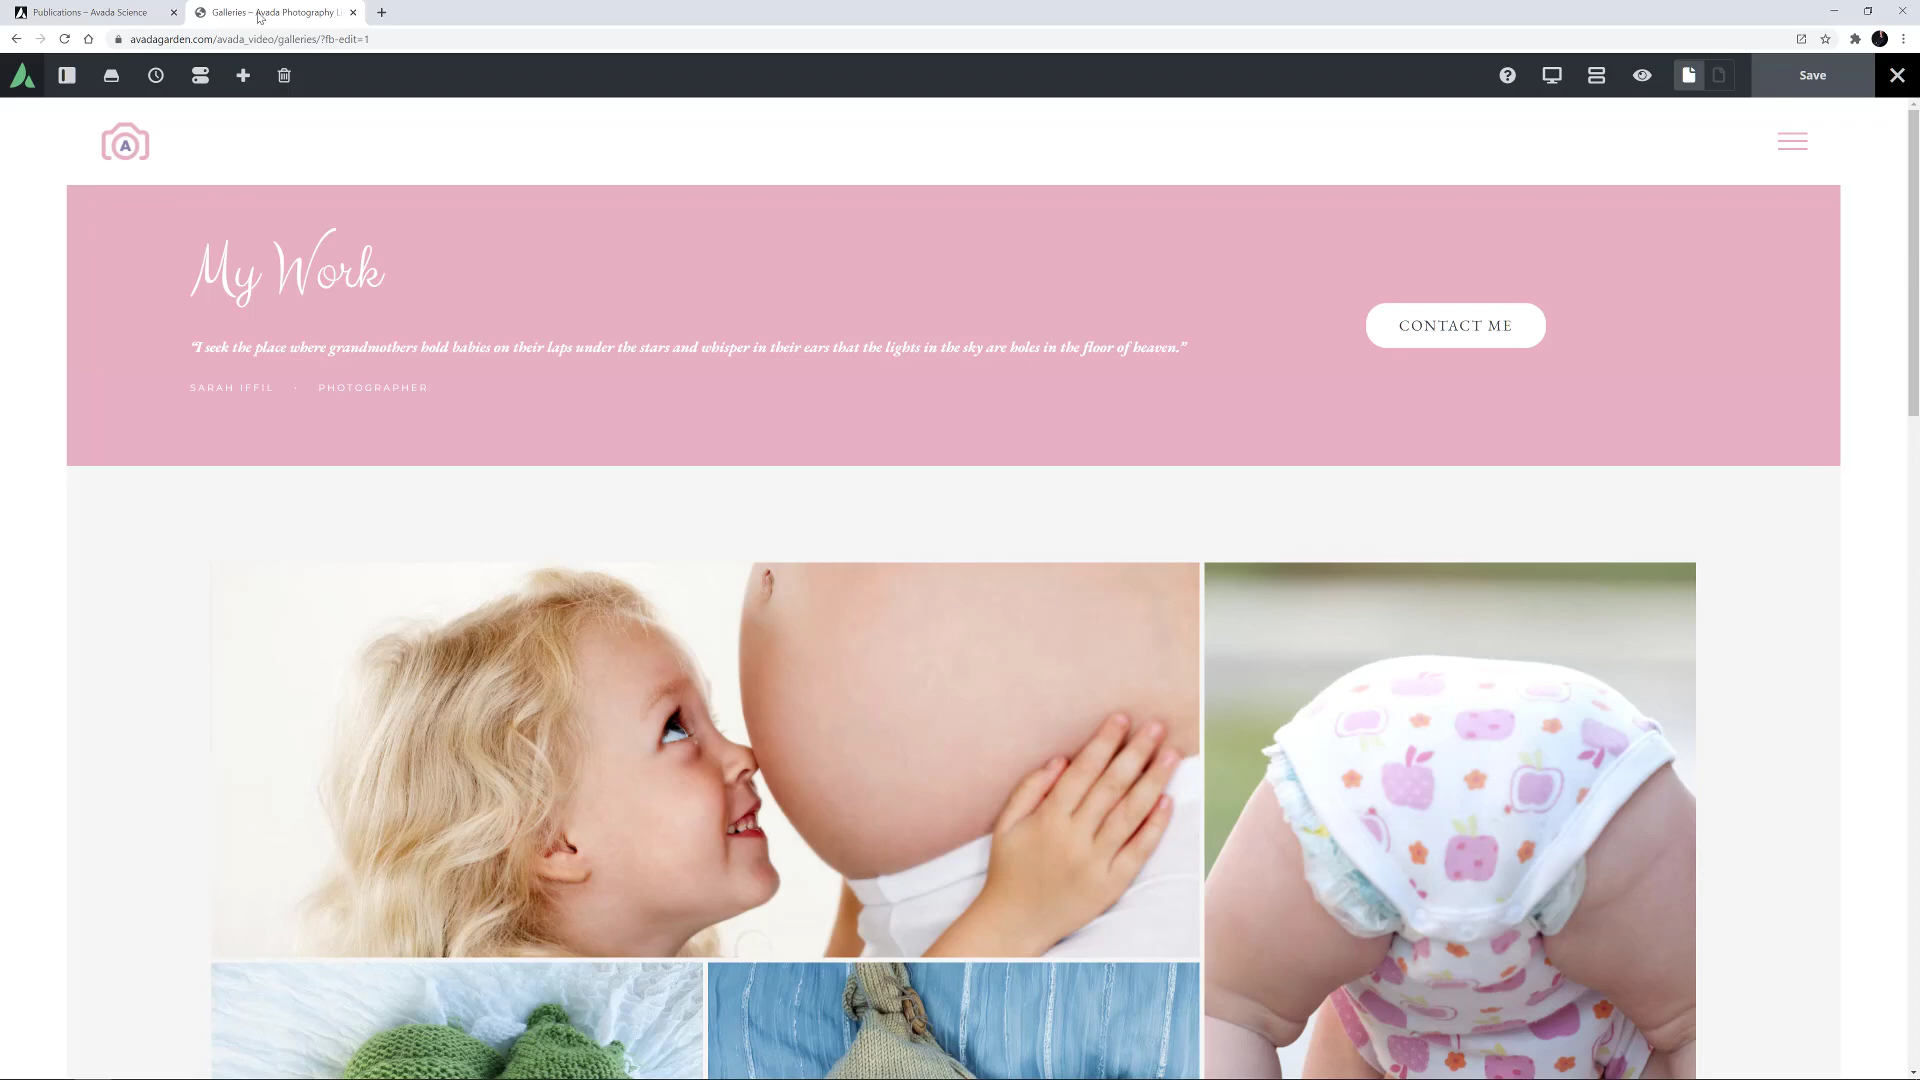 Publications – Avada Science
Galleries – Avada Photography Li
avadagarden.com/avada_video/galleries/?fb-edit=1
Save
A
My Work
CONTACT ME
“I seek the place where grandmothers hold babies on their laps under the stars and whisper in their ears that the lights in the sky are holes in the floor of heaven.”
SARAH IFFIL · PHOTOGRAPHER